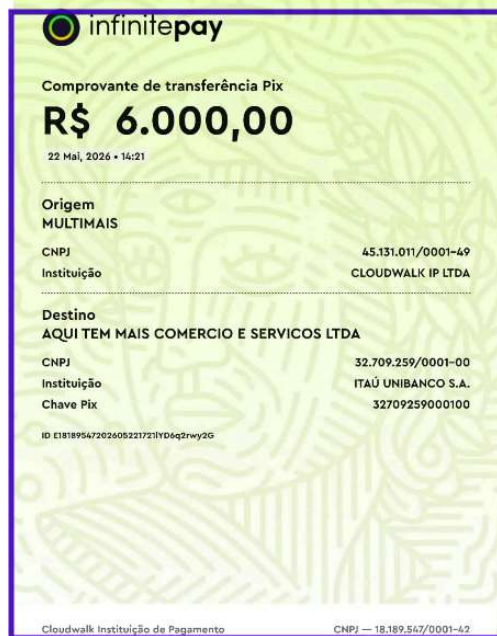 infinitepay
Comprovante de transferência Pix
R$ 6.000,00
22 Mai, 2026 • 14:21
Origem
MULTIMAIS
CNPJ 45.131.011/0001-49
Instituição CLOUDWALK IP LTDA
Destino
AQUI TEM MAIS COMERCIO E SERVICOS LTDA
CNPJ 32.709.259/0001-00
Instituição ITAÚ UNIBANCO S.A.
Chave Pix 32709259000100
ID E18189547202605221721IYD6q2rwy2G
Cloudwalk Instituição de Pagamento CNPJ — 18.189.547/0001-42